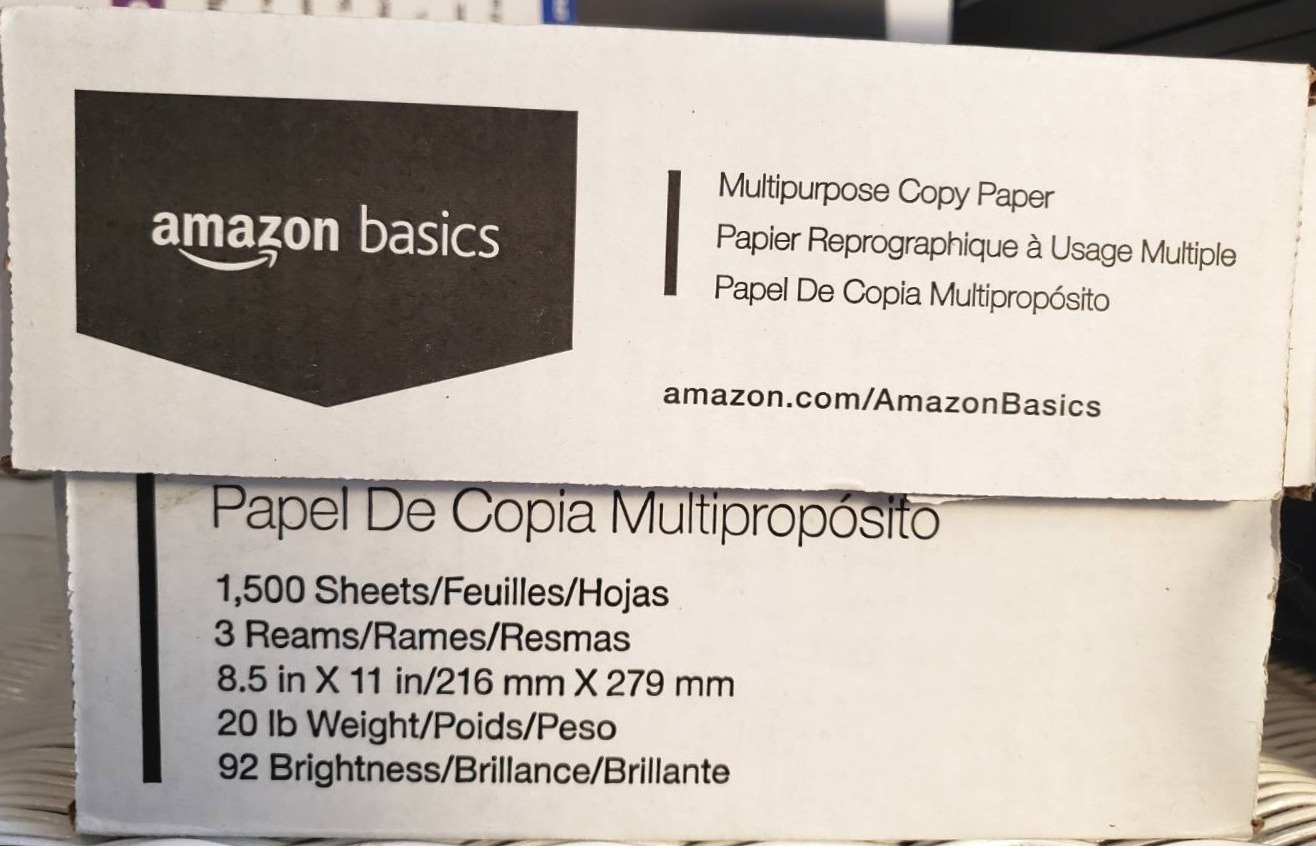 amazon basics
Multipurpose Copy Paper
Papier Reprographique à Usage Multiple
Papel De Copia Multipropósito
amazon.com/AmazonBasics
Papel De Copia Multipropósito
1,500 Sheets/Feuilles/Hojas
3 Reams/Rames/Resmas
8.5 in X 11 in/216 mm X 279 mm
20 lb Weight/Poids/Peso
92 Brightness/Brillance/Brillante